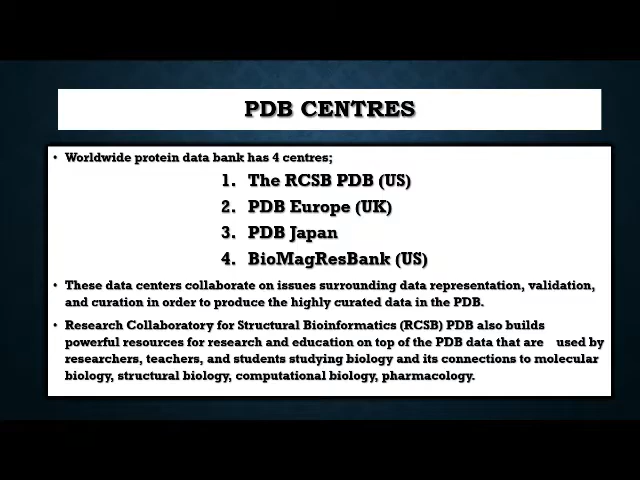 PDB CENTRES
• Worldwide protein data bank has 4 centres;
1. The RCSB PDB (US)
2. PDB Europe (UK)
3. PDB Japan
4. BioMagResBank (US)
• These data centers collaborate on issues surrounding data representation, validation,
and curation in order to produce the highly curated data in the PDB.
• Research Collaboratory for Structural Bioinformatics (RCSB) PDB also builds
powerful resources for research and education on top of the PDB data that are used by
researchers, teachers, and students studying biology and its connections to molecular
biology, structural biology, computational biology, pharmacology.